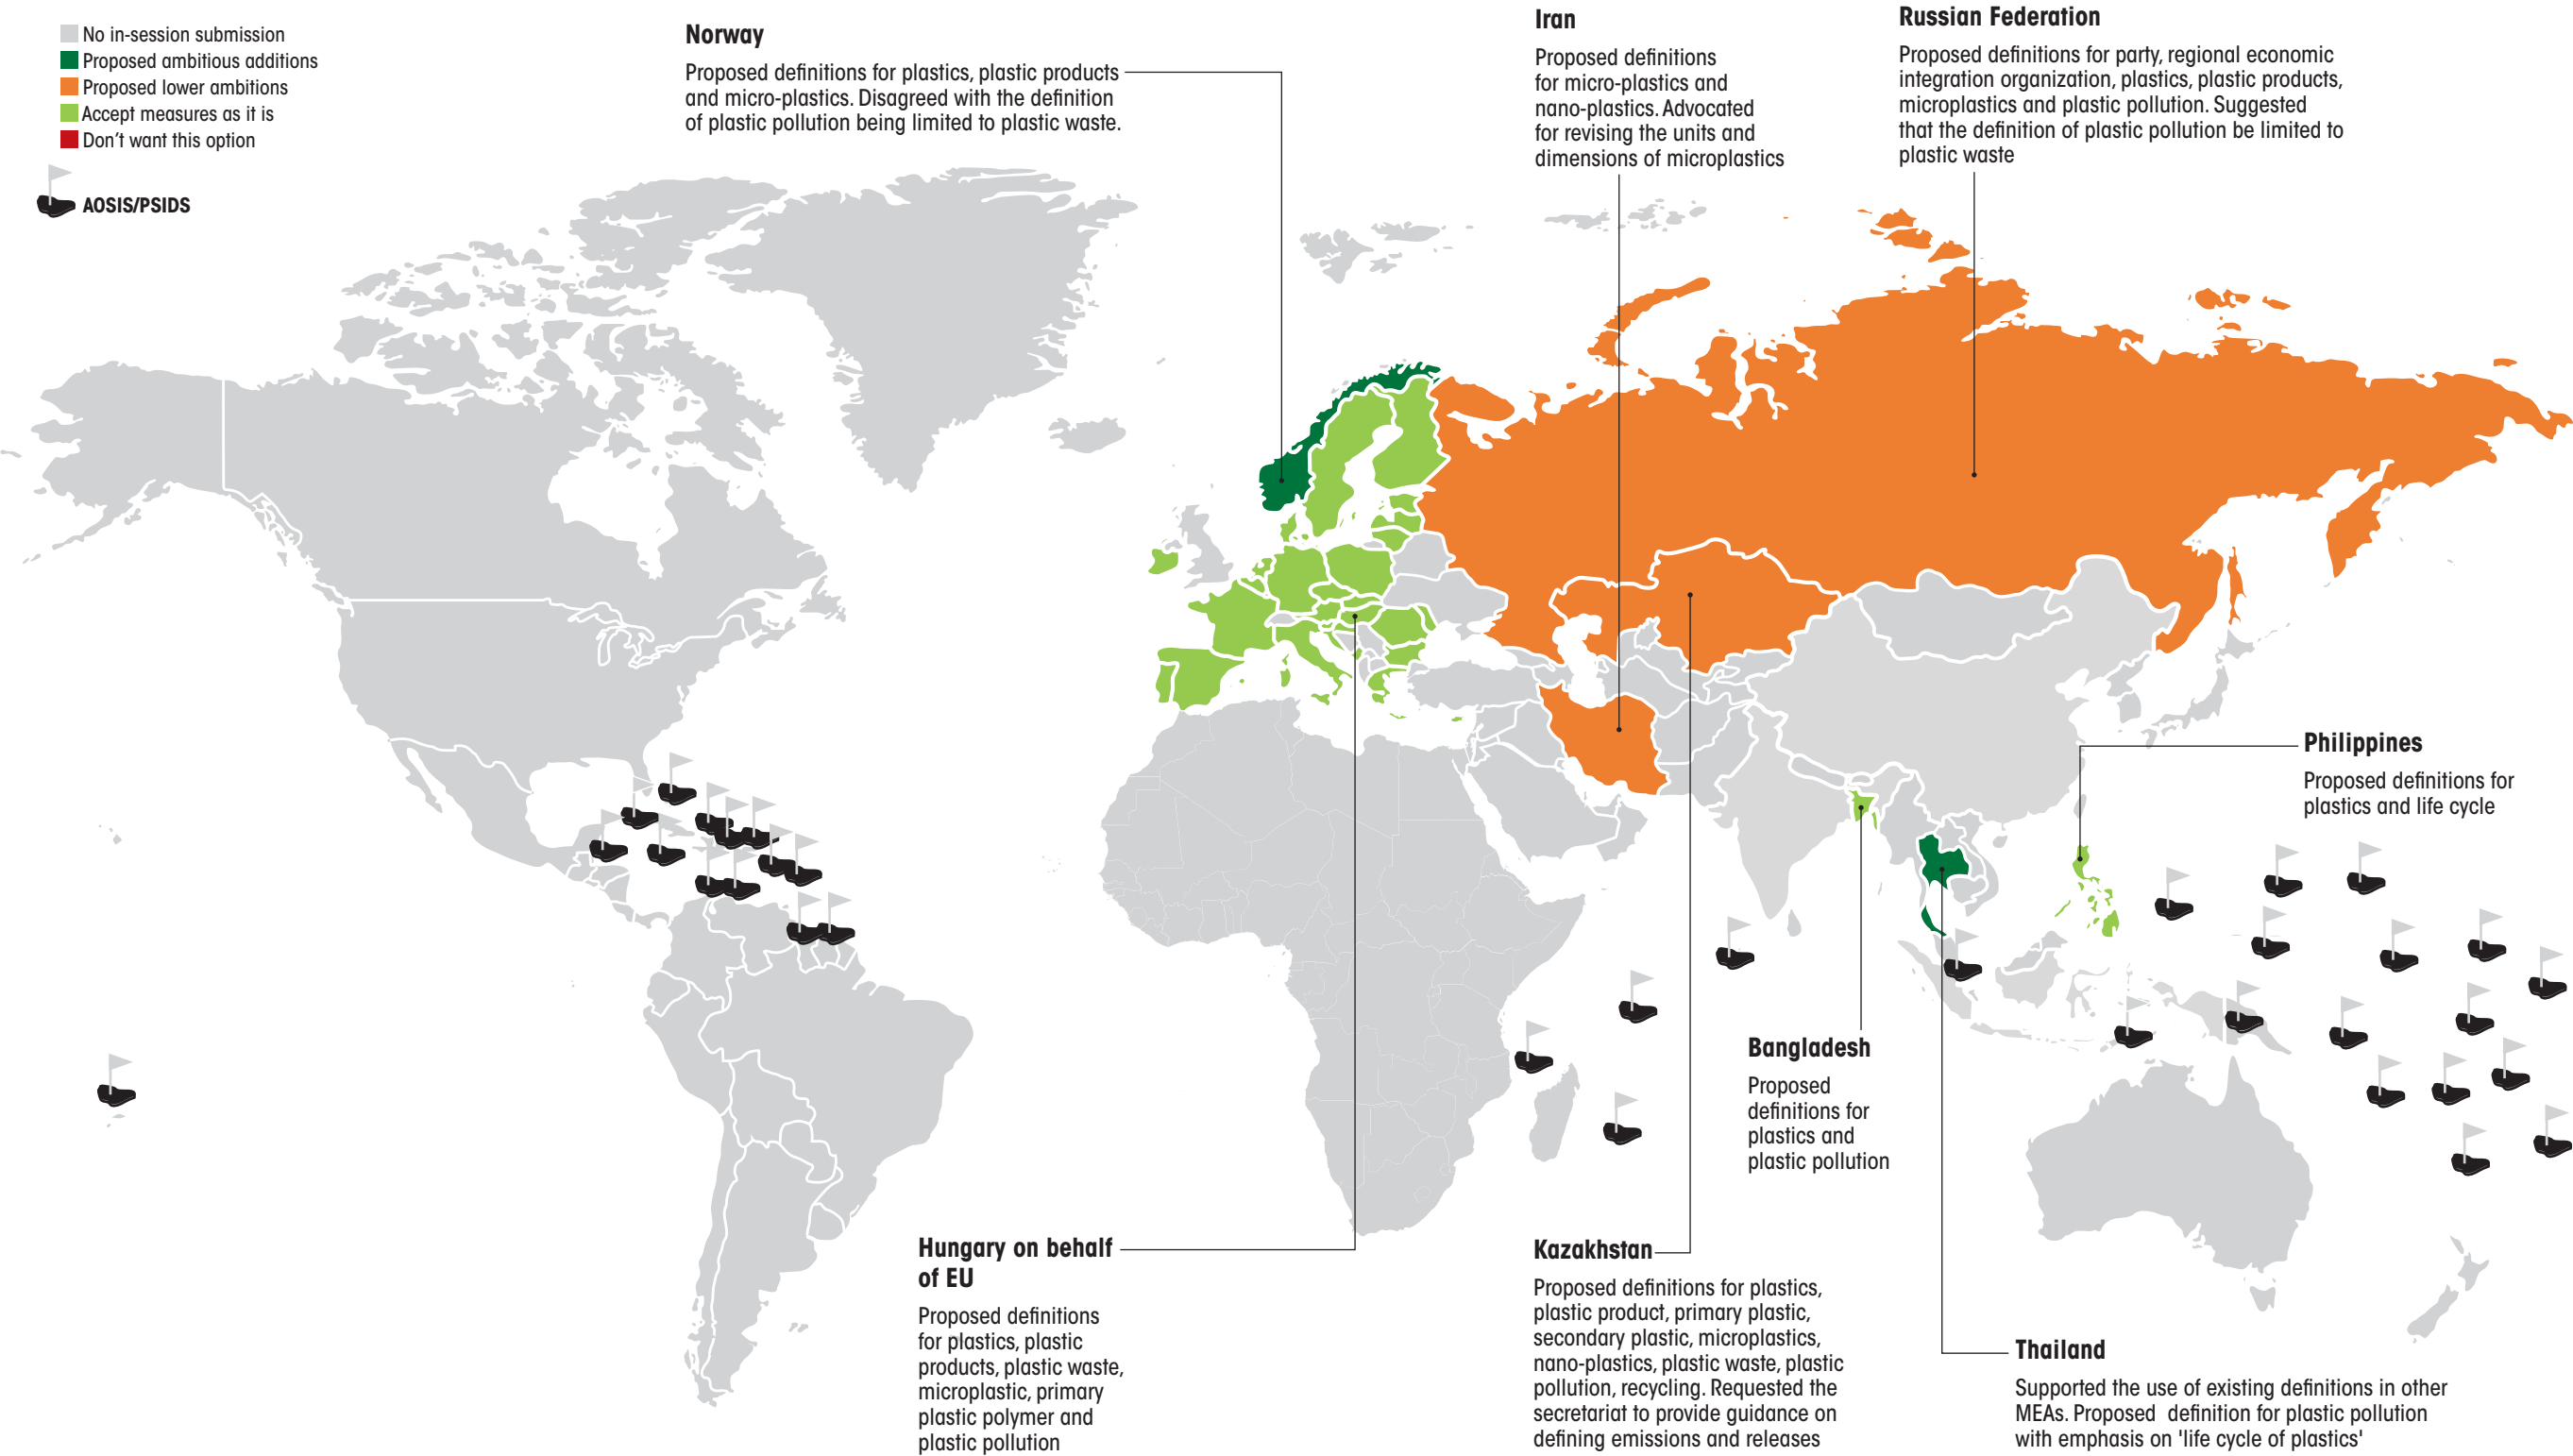 No in-session submission
Proposed ambitious additions
Proposed lower ambitions
Accept measures as it is
Don't want this option
AOSIS/PSIDS
Norway
Proposed definitions for plastics, plastic products
and micro-plastics. Disagreed with the definition
of plastic pollution being limited to plastic waste.
Iran
Proposed definitions
for micro-plastics and
nano-plastics. Advocated
for revising the units and
dimensions of microplastics
Russian Federation
Proposed definitions for party, regional economic
integration organization, plastics, plastic products,
microplastics and plastic pollution. Suggested
that the definition of plastic pollution be limited to
plastic waste
Philippines
Proposed definitions for
plastics and life cycle
Bangladesh
Proposed
definitions for
plastics and
plastic pollution
Hungary on behalf
of EU
Proposed definitions
for plastics, plastic
products, plastic waste,
microplastic, primary
plastic polymer and
plastic pollution
Kazakhstan
Proposed definitions for plastics,
plastic product, primary plastic,
secondary plastic, microplastics,
nano-plastics, plastic waste, plastic
pollution, recycling. Requested the
secretariat to provide guidance on
defining emissions and releases
Thailand
Supported the use of existing definitions in other
MEAs. Proposed  definition for plastic pollution
with emphasis on 'life cycle of plastics'